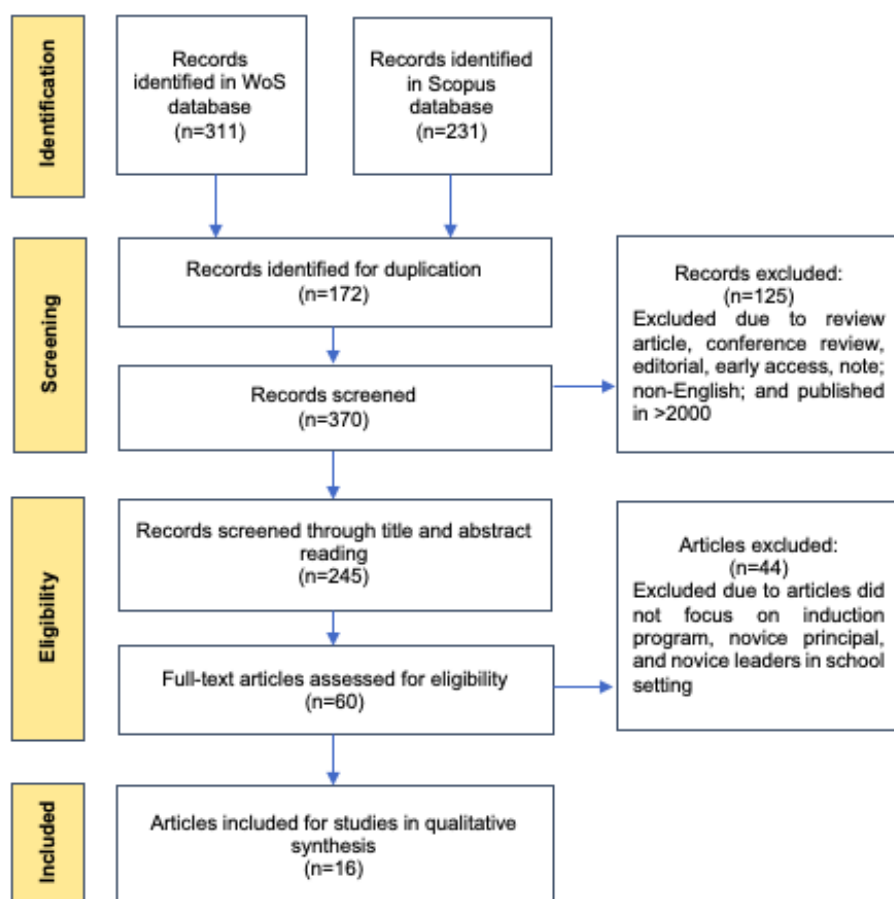 Identification
Records
identified in WoS
database
(n=311)
Records identified
in Scopus
database
(n=231)
Screening
Records identified for duplication
(n=172)
Records screened
(n=370)
Records excluded:
(n=125)
Excluded due to review
article, conference review,
editorial, early access, note;
non-English; and published
in >2000
Eligibility
Records screened through title and abstract
reading
(n=245)
Full-text articles assessed for eligibility
(n=60)
Articles excluded:
(n=44)
Excluded due to articles did
not focus on induction
program, novice principal,
and novice leaders in school
setting
Included
Articles included for studies in qualitative
synthesis
(n=16)